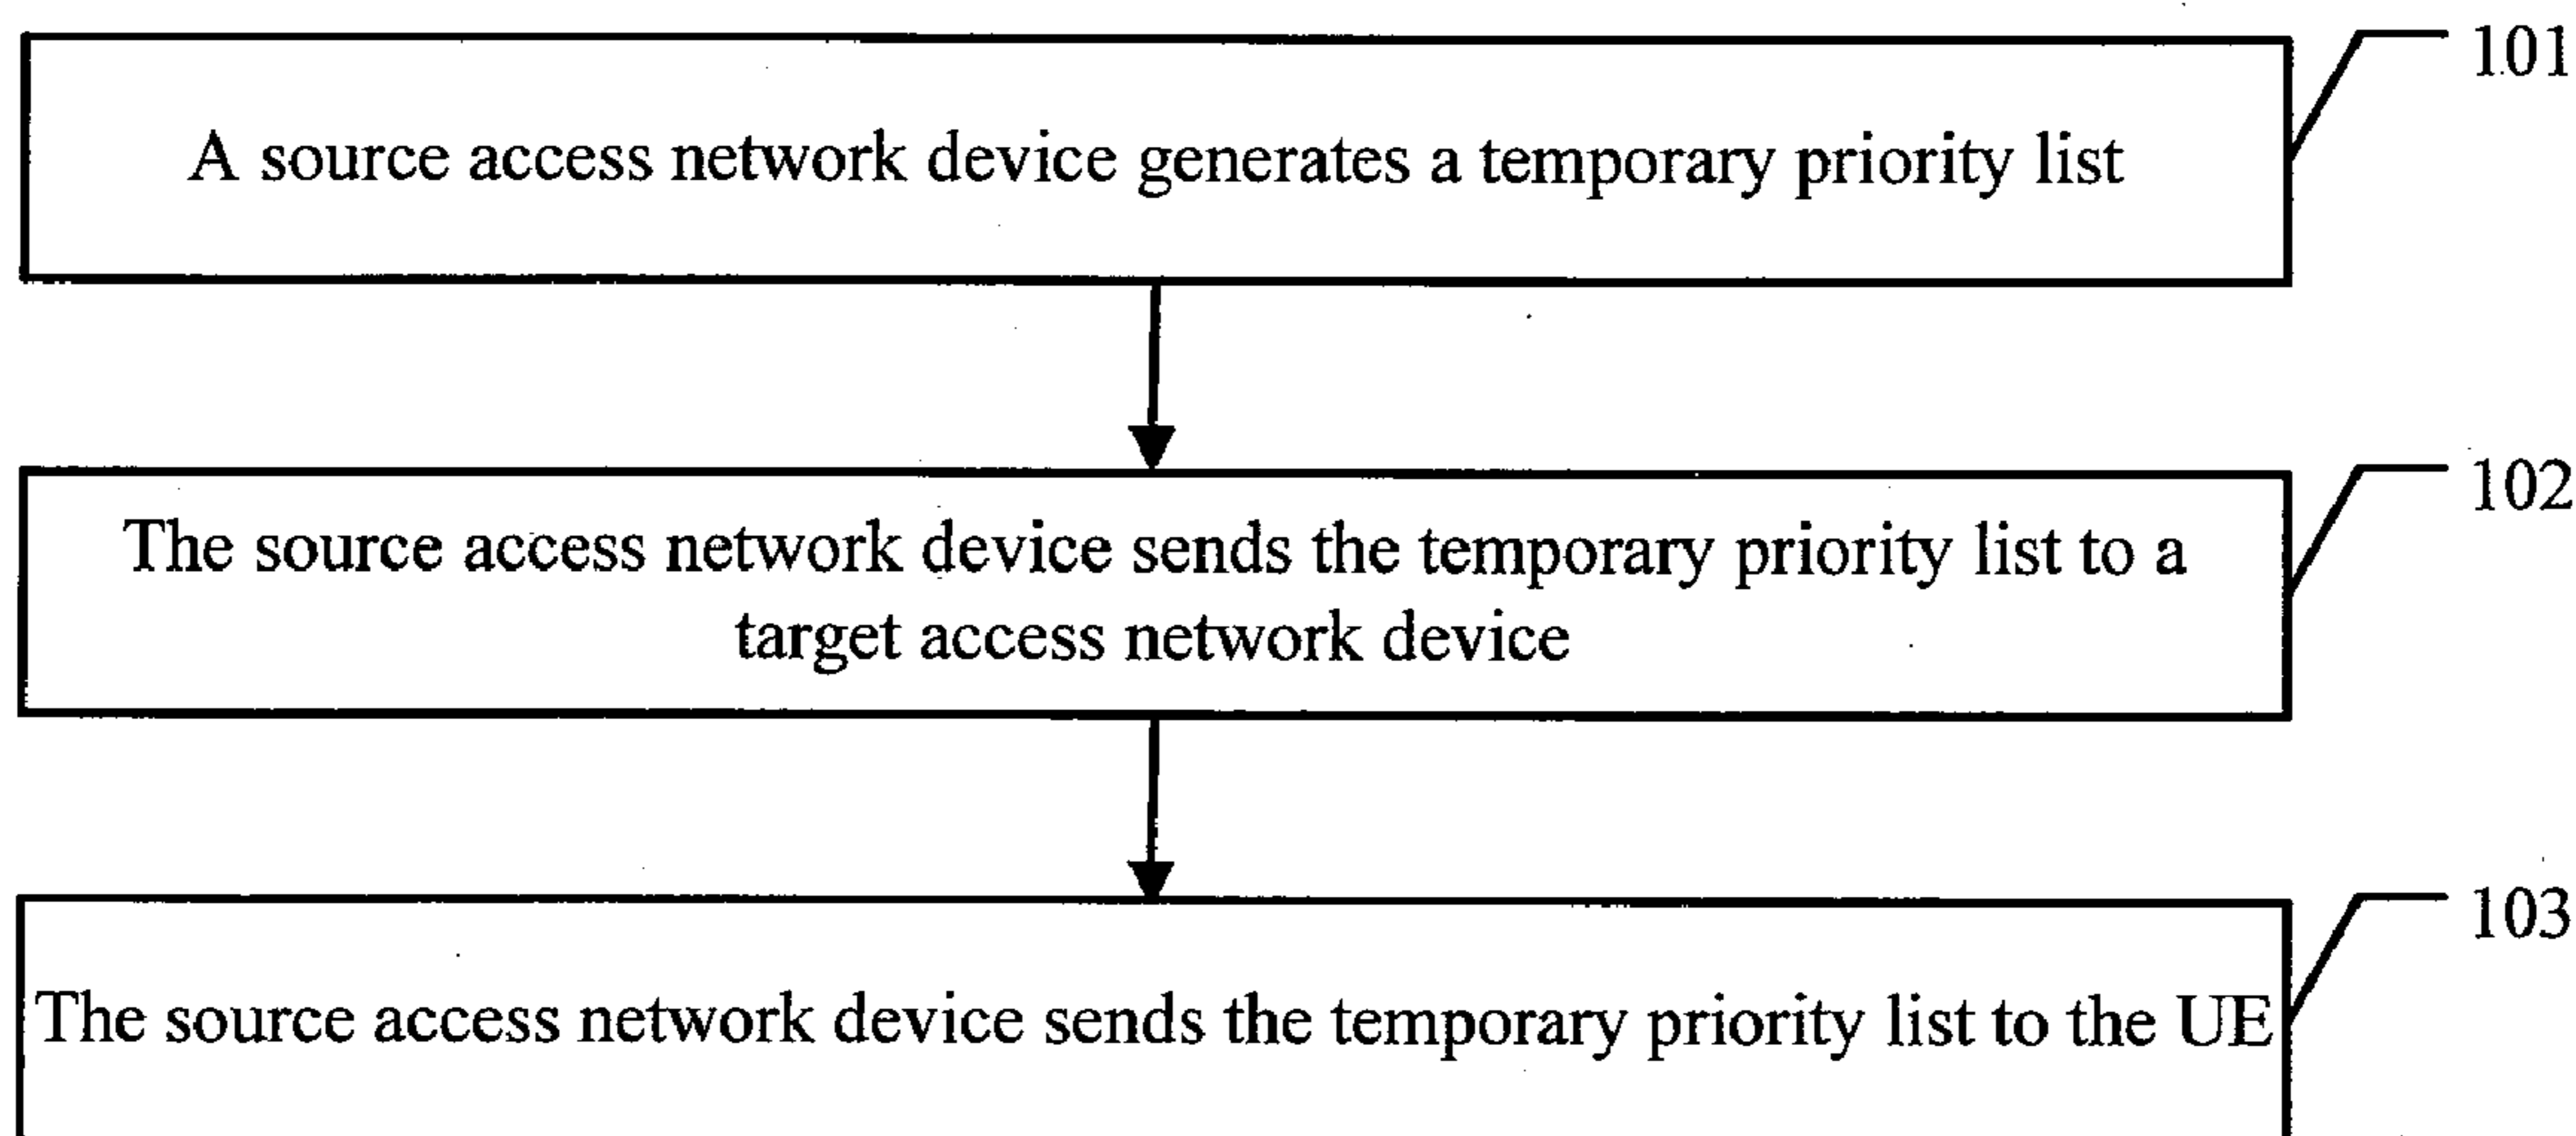 101
A source access network device generates a temporary priority list
102
The source access network device sends the temporary priority list to a
target access network device
103
The source access network device sends the temporary priority list to the UE